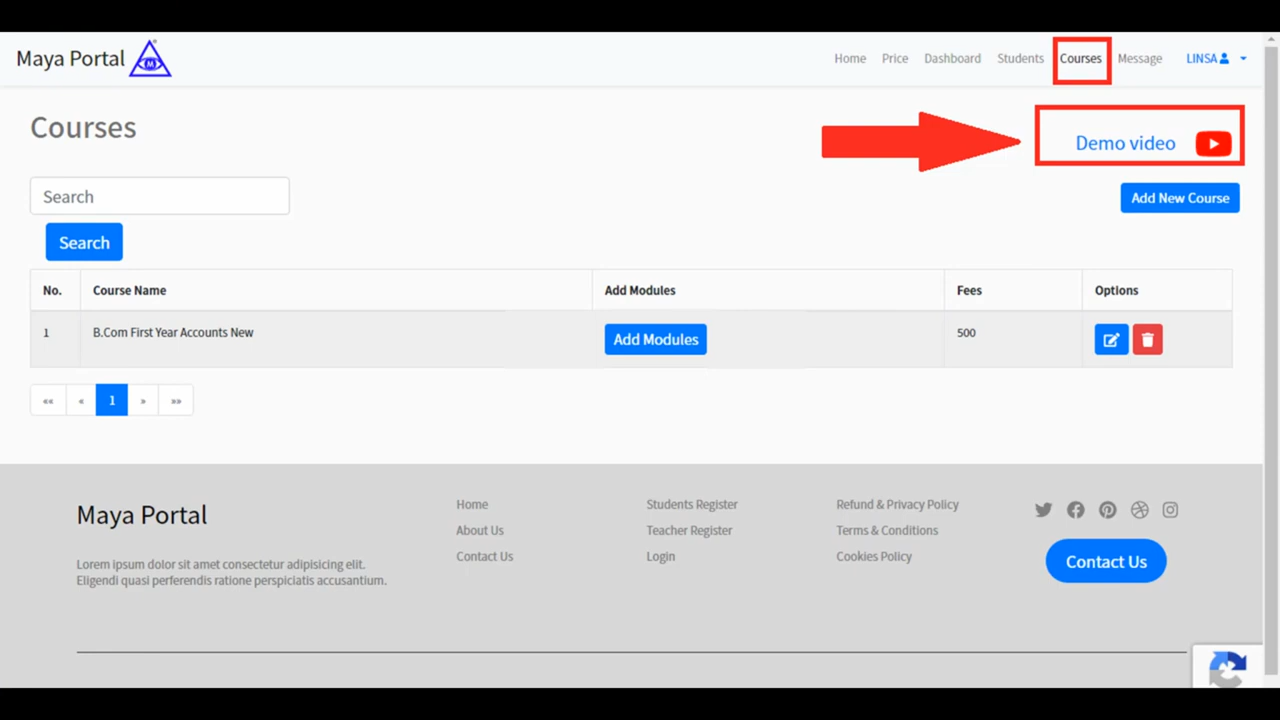 Maya Portal
M
Home Price Dashboard Students Courses Message LINSA
Courses
Demo video
Search
Add New Course
Search
No. Course Name Add Modules Fees Options
1 B.Com First Year Accounts New Add Modules 500
«« « 1 » »»
Maya Portal
Lorem ipsum dolor sit amet consectetur adipisicing elit.
Eligendi quasi perferendis ratione perspiciatis accusantium.
Home
About Us
Contact Us
Students Register
Teacher Register
Login
Refund & Privacy Policy
Terms & Conditions
Cookies Policy
Contact Us